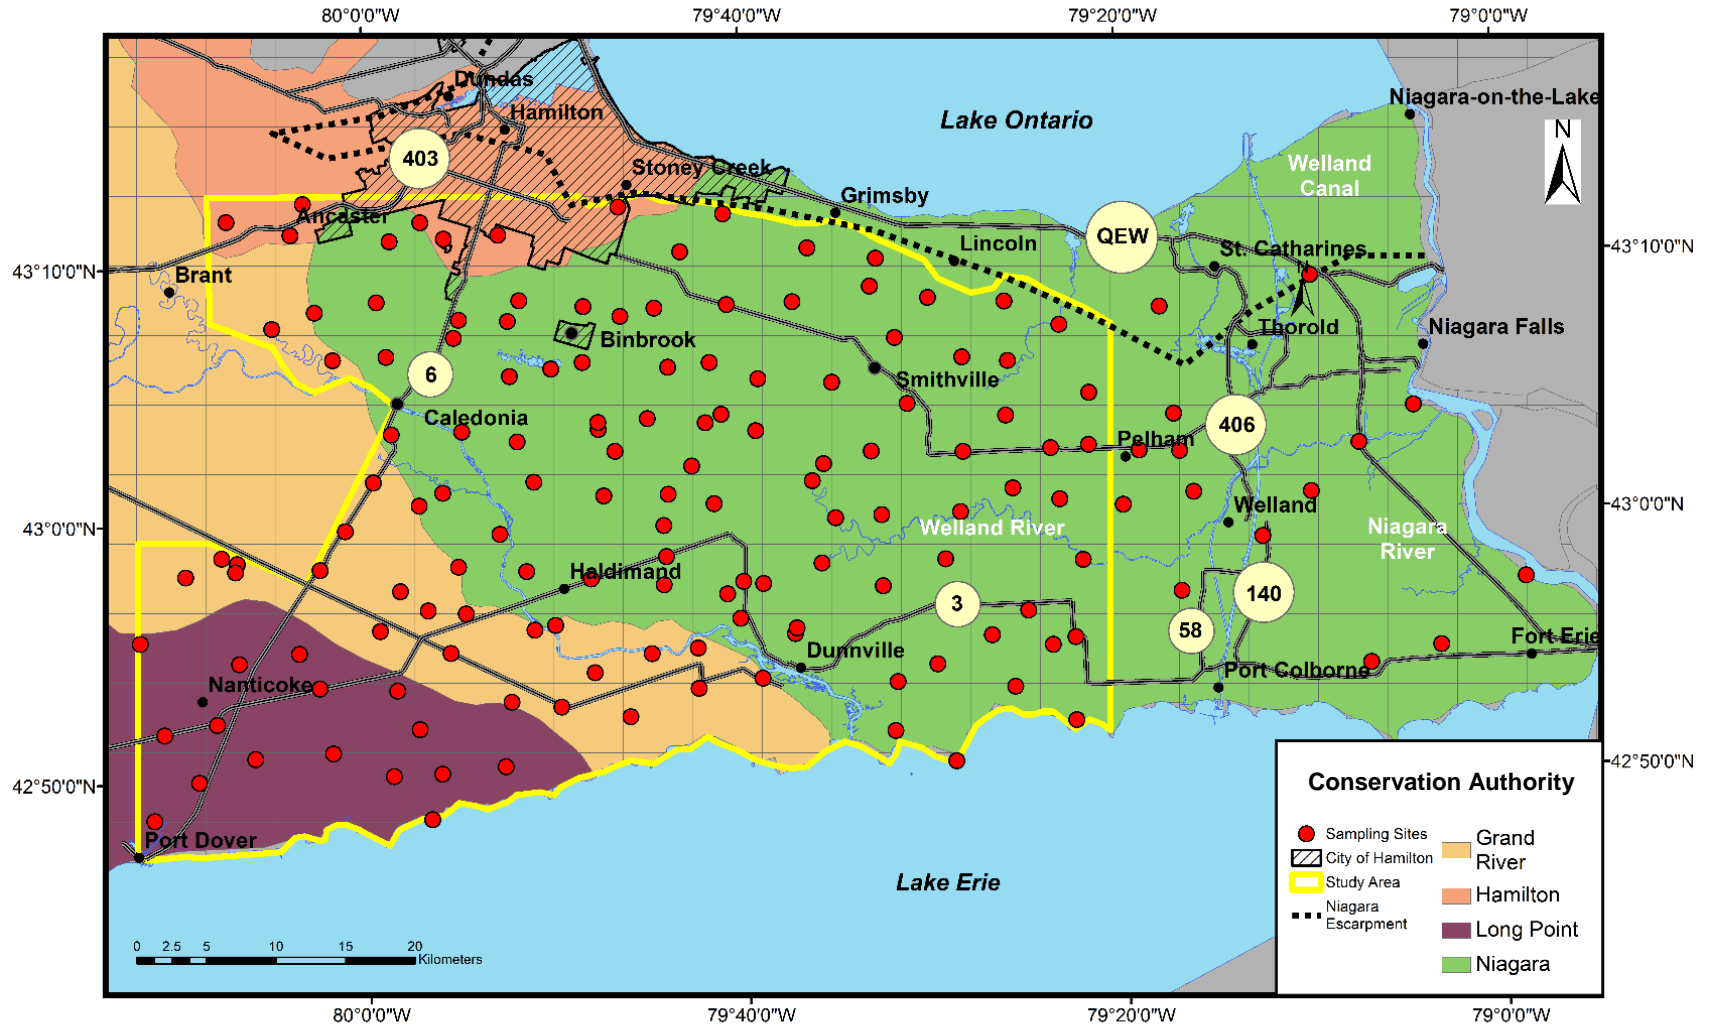 80°0'0"W
79°40'0"W
79°20'0"W
79°0'0"W
Dundas
Hamilton
Niagara-on-the-Lake
Lake Ontario
N
403
Stoney Creek
Welland
Canal
Grimsby
Ancaster
QEW
Lincoln
St. Catharines
43°10'0"N
43°10'0"N
Brant
Thorold
Niagara Falls
Binbrook
6
Smithville
Caledonia
406
Pelham
43°0'0"N
43°0'0"N
Welland
Welland River
Niagara
River
Haldimand
3
140
58
Dunnville
Fort Erie
Port Colborne
Nanticoke
42°50'0"N
42°50'0"N
Port Dover
Lake Erie
Conservation Authority
Sampling Sites
City of Hamilton
Study Area
Niagara
Escarpment
Grand
River
Hamilton
Long Point
Niagara
0 2.5 5 10 15 20
Kilometers
80°0'0"W
79°40'0"W
79°20'0"W
79°0'0"W